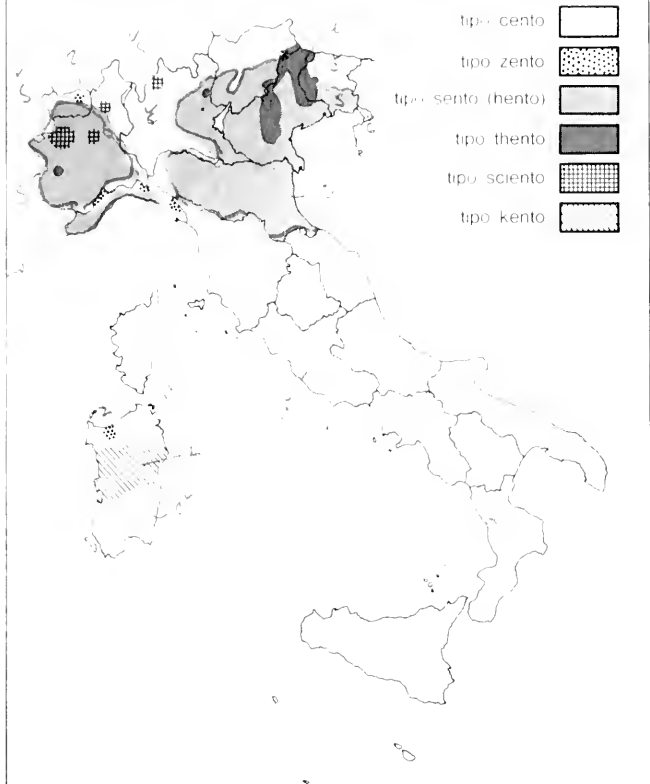 tipo cento
tipo zento
tipo sento (hento)
tipo thento
tipo sciento
tipo kento